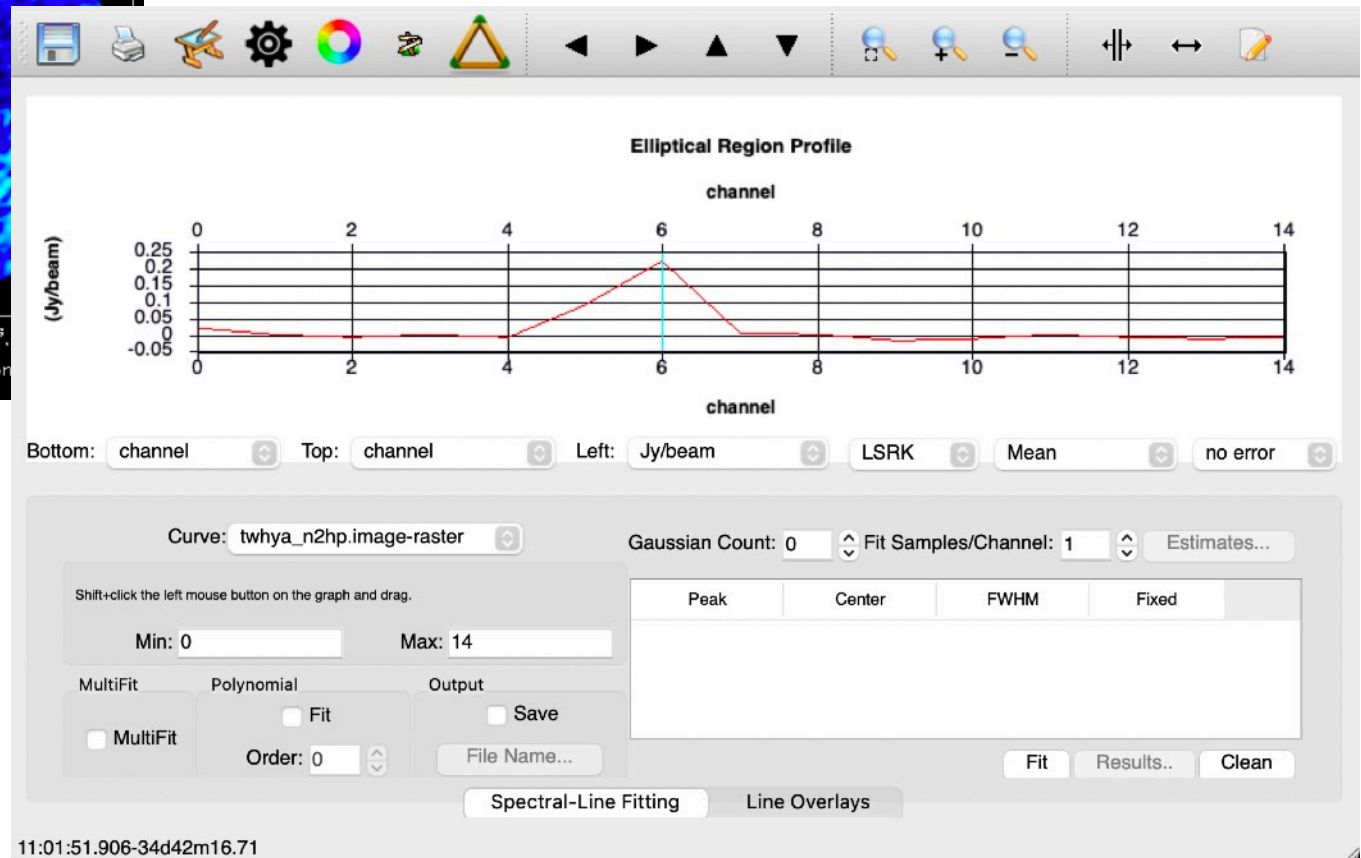 Elliptical Region Profile
channel
0 2 4 6 8 10 12 14
(Jy/beam)
0.25
0.2
0.15
0.1
0.05
0
-0.05
0 2 4 6 8 10 12 14
channel
Bottom: channel Top: channel Left: Jy/beam LSRK Mean no error
Curve: twhya_n2hp.image-raster
Gaussian Count: 0 Fit Samples/Channel: 1 Estimates...
Shift+click the left mouse button on the graph and drag.
Peak Center FWHM Fixed
Min: 0 Max: 14
MultiFit Polynomial Output
Fit Save
MultiFit
Order: 0 File Name...
Fit Results.. Clean
Spectral-Line Fitting Line Overlays
11:01:51.906-34d42m16.71